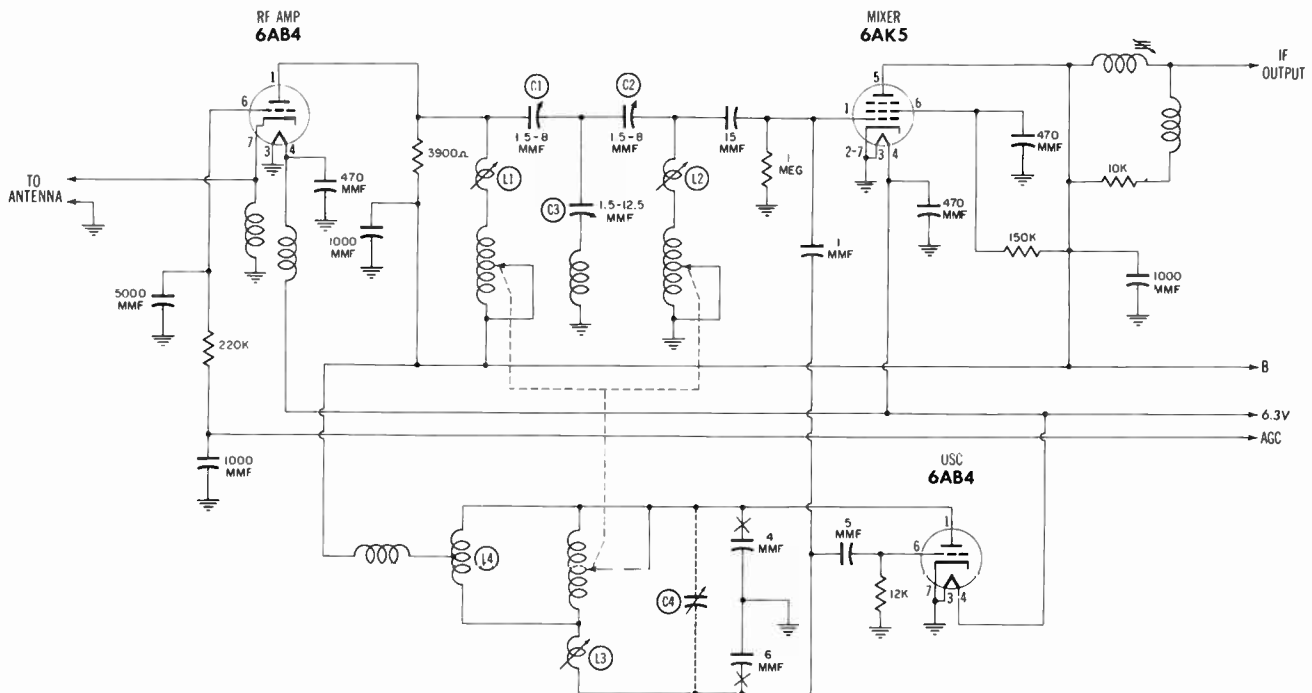 RF AMP
6AB4
MIXER
6AK5
1
6
7
3
4
TO
ANTENNA
470
MMF
1000
MMF
5000
MMF
220K
1000
MMF
3900Ω
C1
1.5-8
MMF
C2
1.5-8
MMF
L1
C3
1.5-12.5
MMF
L2
15
MMF
1
MEG
1
MMF
5
1
6
2-7
3
4
470
MMF
470
MMF
10K
150K
1000
MMF
IF
OUTPUT
B
6.3V
AGC
OSC
6AB4
1
6
7
3
4
L4
L3
C4
4
MMF
6
MMF
5
MMF
12K